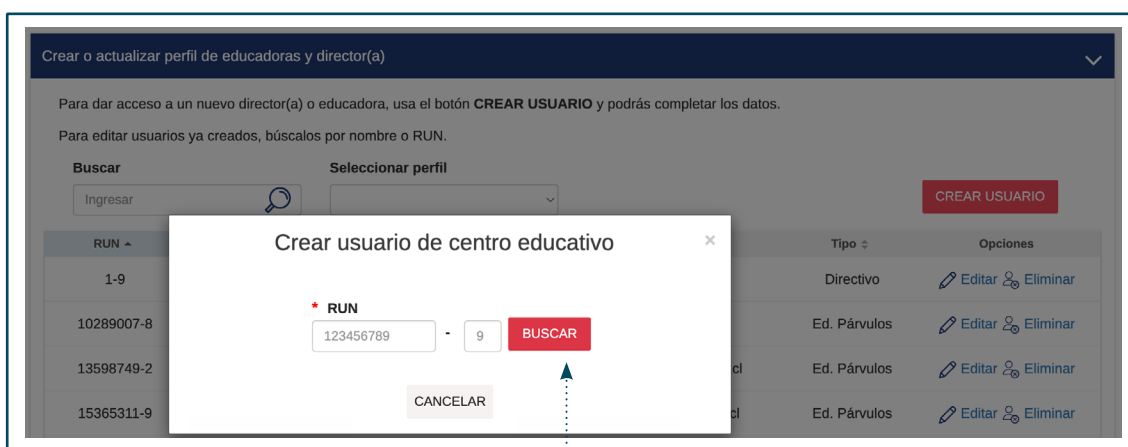 Crear o actualizar perfil de educadoras y director(a)
Para dar acceso a un nuevo director(a) o educadora, usa el botón CREAR USUARIO y podrás completar los datos.
Para editar usuarios ya creados, búscalos por nombre o RUN.
Buscar Seleccionar perfil
Ingresar CREAR USUARIO
RUN Tipo Opciones
Crear usuario de centro educativo ×
1-9 Directivo Editar Eliminar
* RUN
10289007-8 Ed. Párvulos Editar Eliminar
123456789 - 9 BUSCAR
13598749-2 cl Ed. Párvulos Editar Eliminar
CANCELAR
15365311-9 cl Ed. Párvulos Editar Eliminar